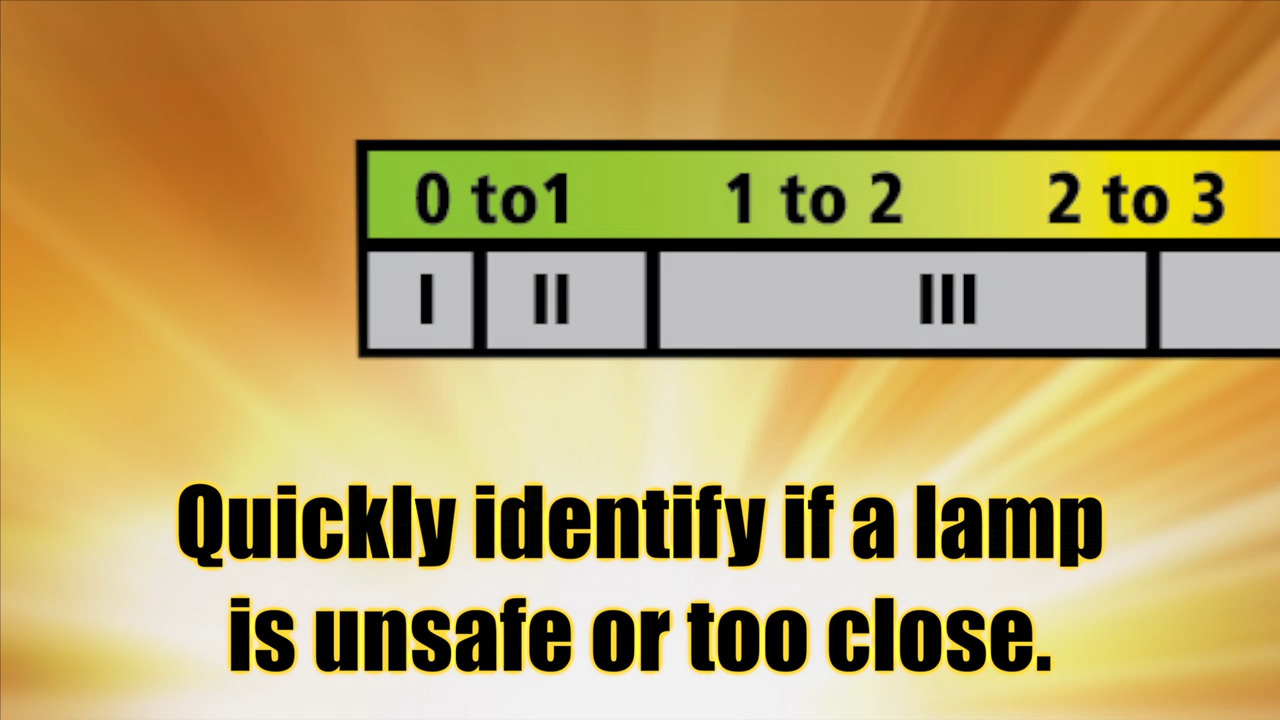 0 to1 1 to 2 2 to 3
I II III
Quickly identify if a lamp
is unsafe or too close.